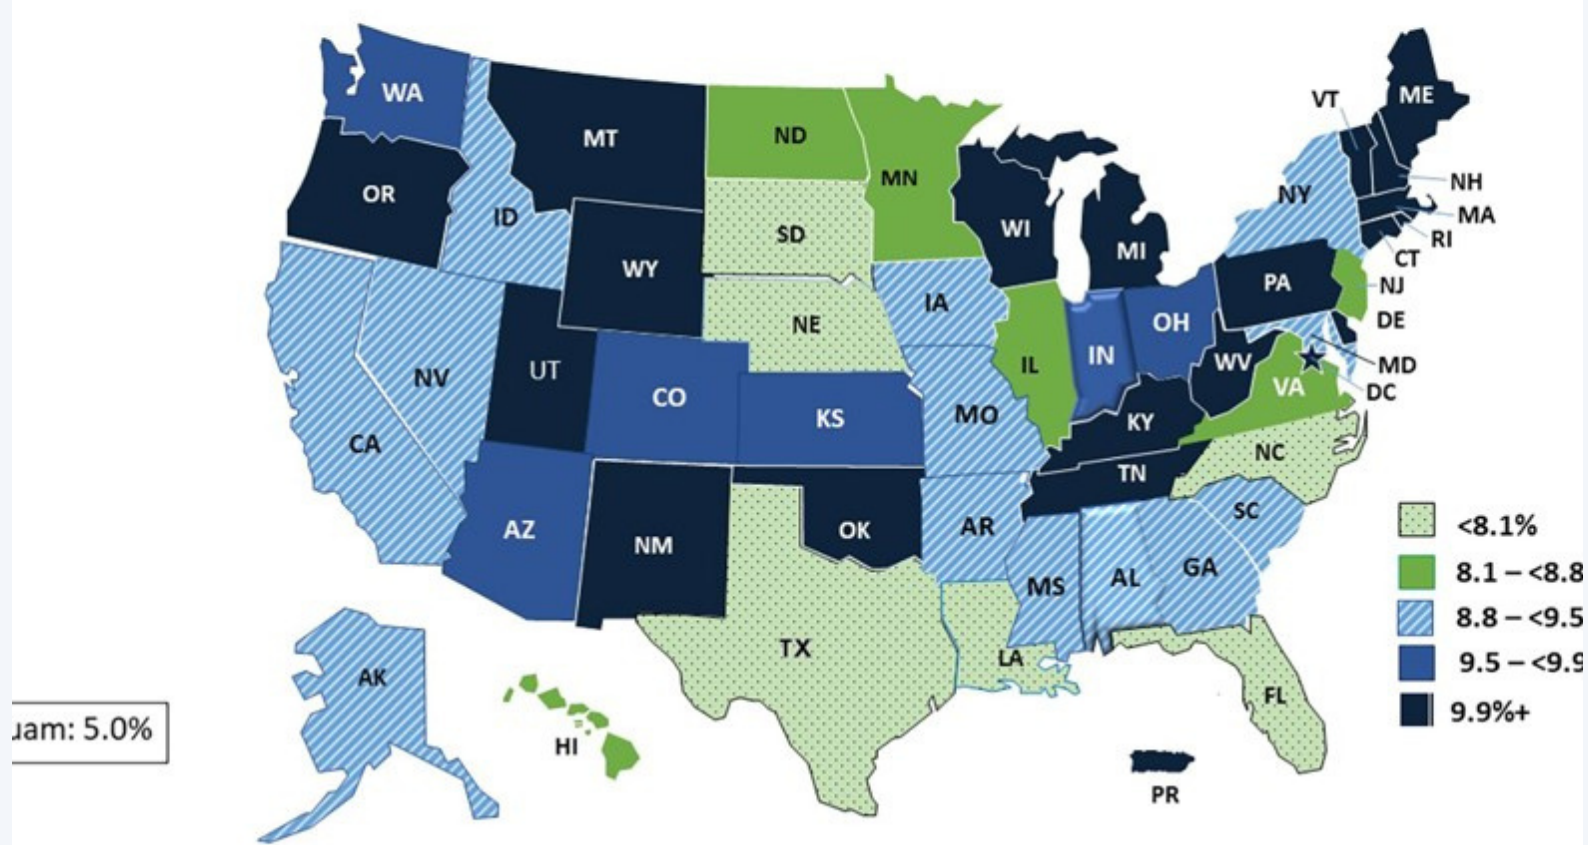 WA
MT
ND
MN
OR
ID
SD
WI
MI
NY
VT
ME
NH
MA
RI
CT
WY
NE
IA
PA
NJ
DE
NV
UT
CO
KS
MO
IL
IN
OH
WV
VA
MD
DC
CA
KY
NC
TN
AZ
NM
OK
AR
SC
MS
AL
GA
TX
LA
FL
AK
HI
PR
<8.1%
8.1 – <8.8
8.8 – <9.5
9.5 – <9.9
9.9%+
uam: 5.0%